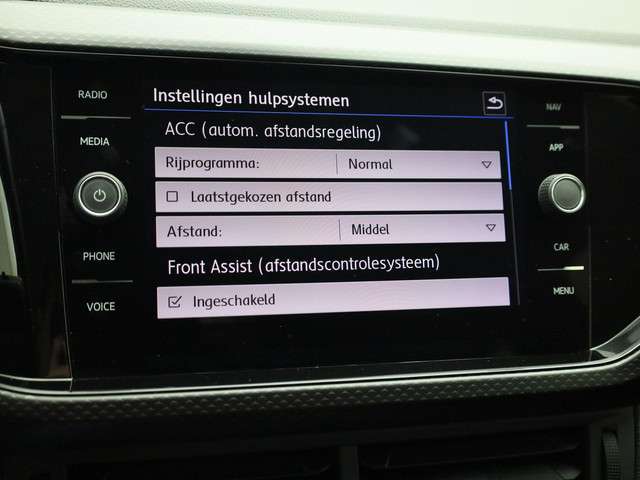 RADIO
MEDIA
PHONE
VOICE
Instellingen hulpsystemen
ACC (autom. afstandsregeling)
Rijprogramma: Normal
Laatstgekozen afstand
Afstand: Middel
Front Assist (afstandscontrolesysteem)
Ingeschakeld
NAV
APP
CAR
MENU